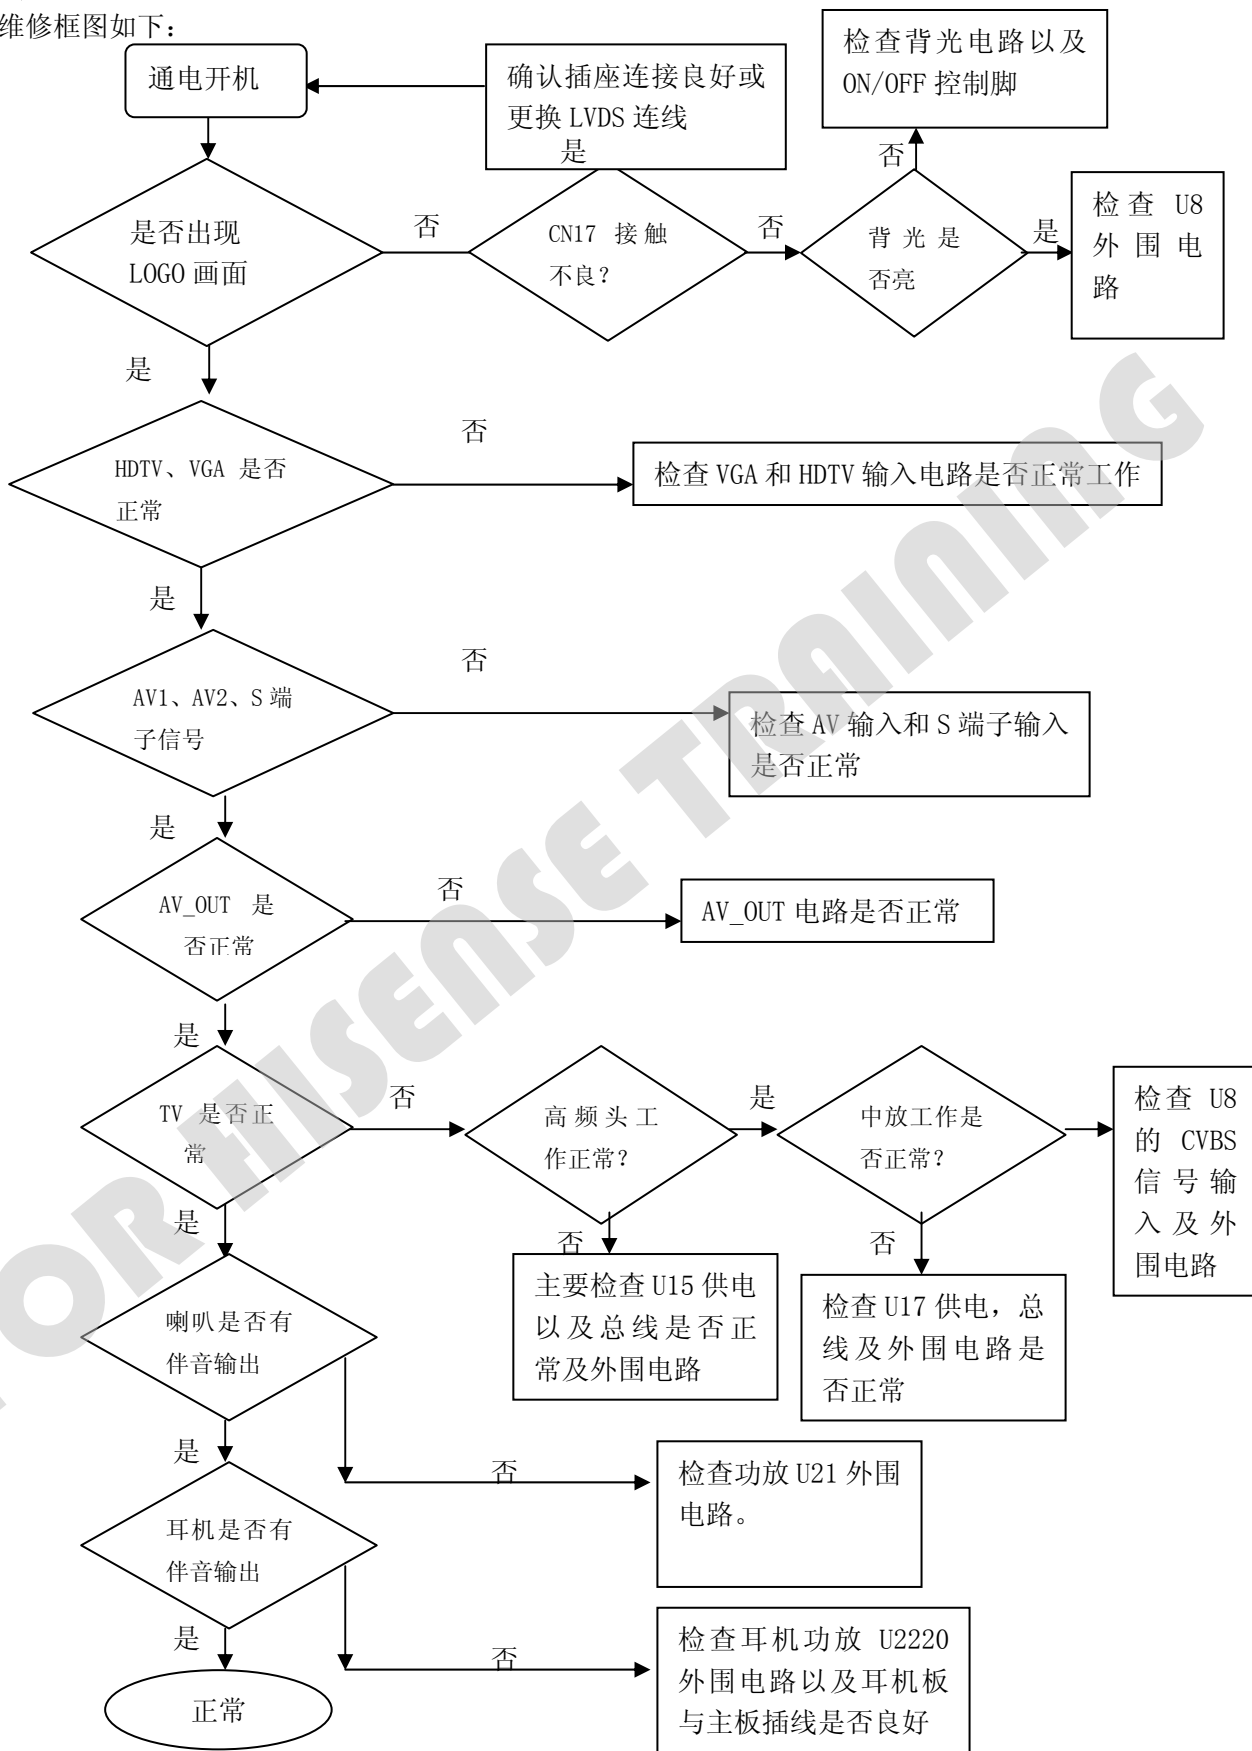 维修框图如下:
通电开机
确认插座连接良好或
更换 LVDS 连线
是
检查背光电路以及
ON/OFF 控制脚
否
是否出现
LOGO 画面
否
CN17 接触
不良？
否
背光是
否亮
是
检查 U8
外围电
路
是
HDTV、VGA 是否
正常
否
检查 VGA 和 HDTV 输入电路是否正常工作
是
AV1、AV2、S 端
子信号
否
检查 AV 输入和 S 端子输入
是否正常
是
AV_OUT 是
否正常
否
AV_OUT 电路是否正常
是
TV 是否正
常
否
高频头工
作正常？
是
中放工作是
否正常？
检查 U8
的 CVBS
信号输
入及外
围电路
是
否
主要检查 U15 供电
以及总线是否正
常及外围电路
否
检查 U17 供电，总
线及外围电路是
否正常
喇叭是否有
伴音输出
是
否
检查功放 U21 外围
电路。
耳机是否有
伴音输出
是
否
检查耳机功放 U2220
外围电路以及耳机板
与主板插线是否良好
正常
FOR HISENSE TRAINING